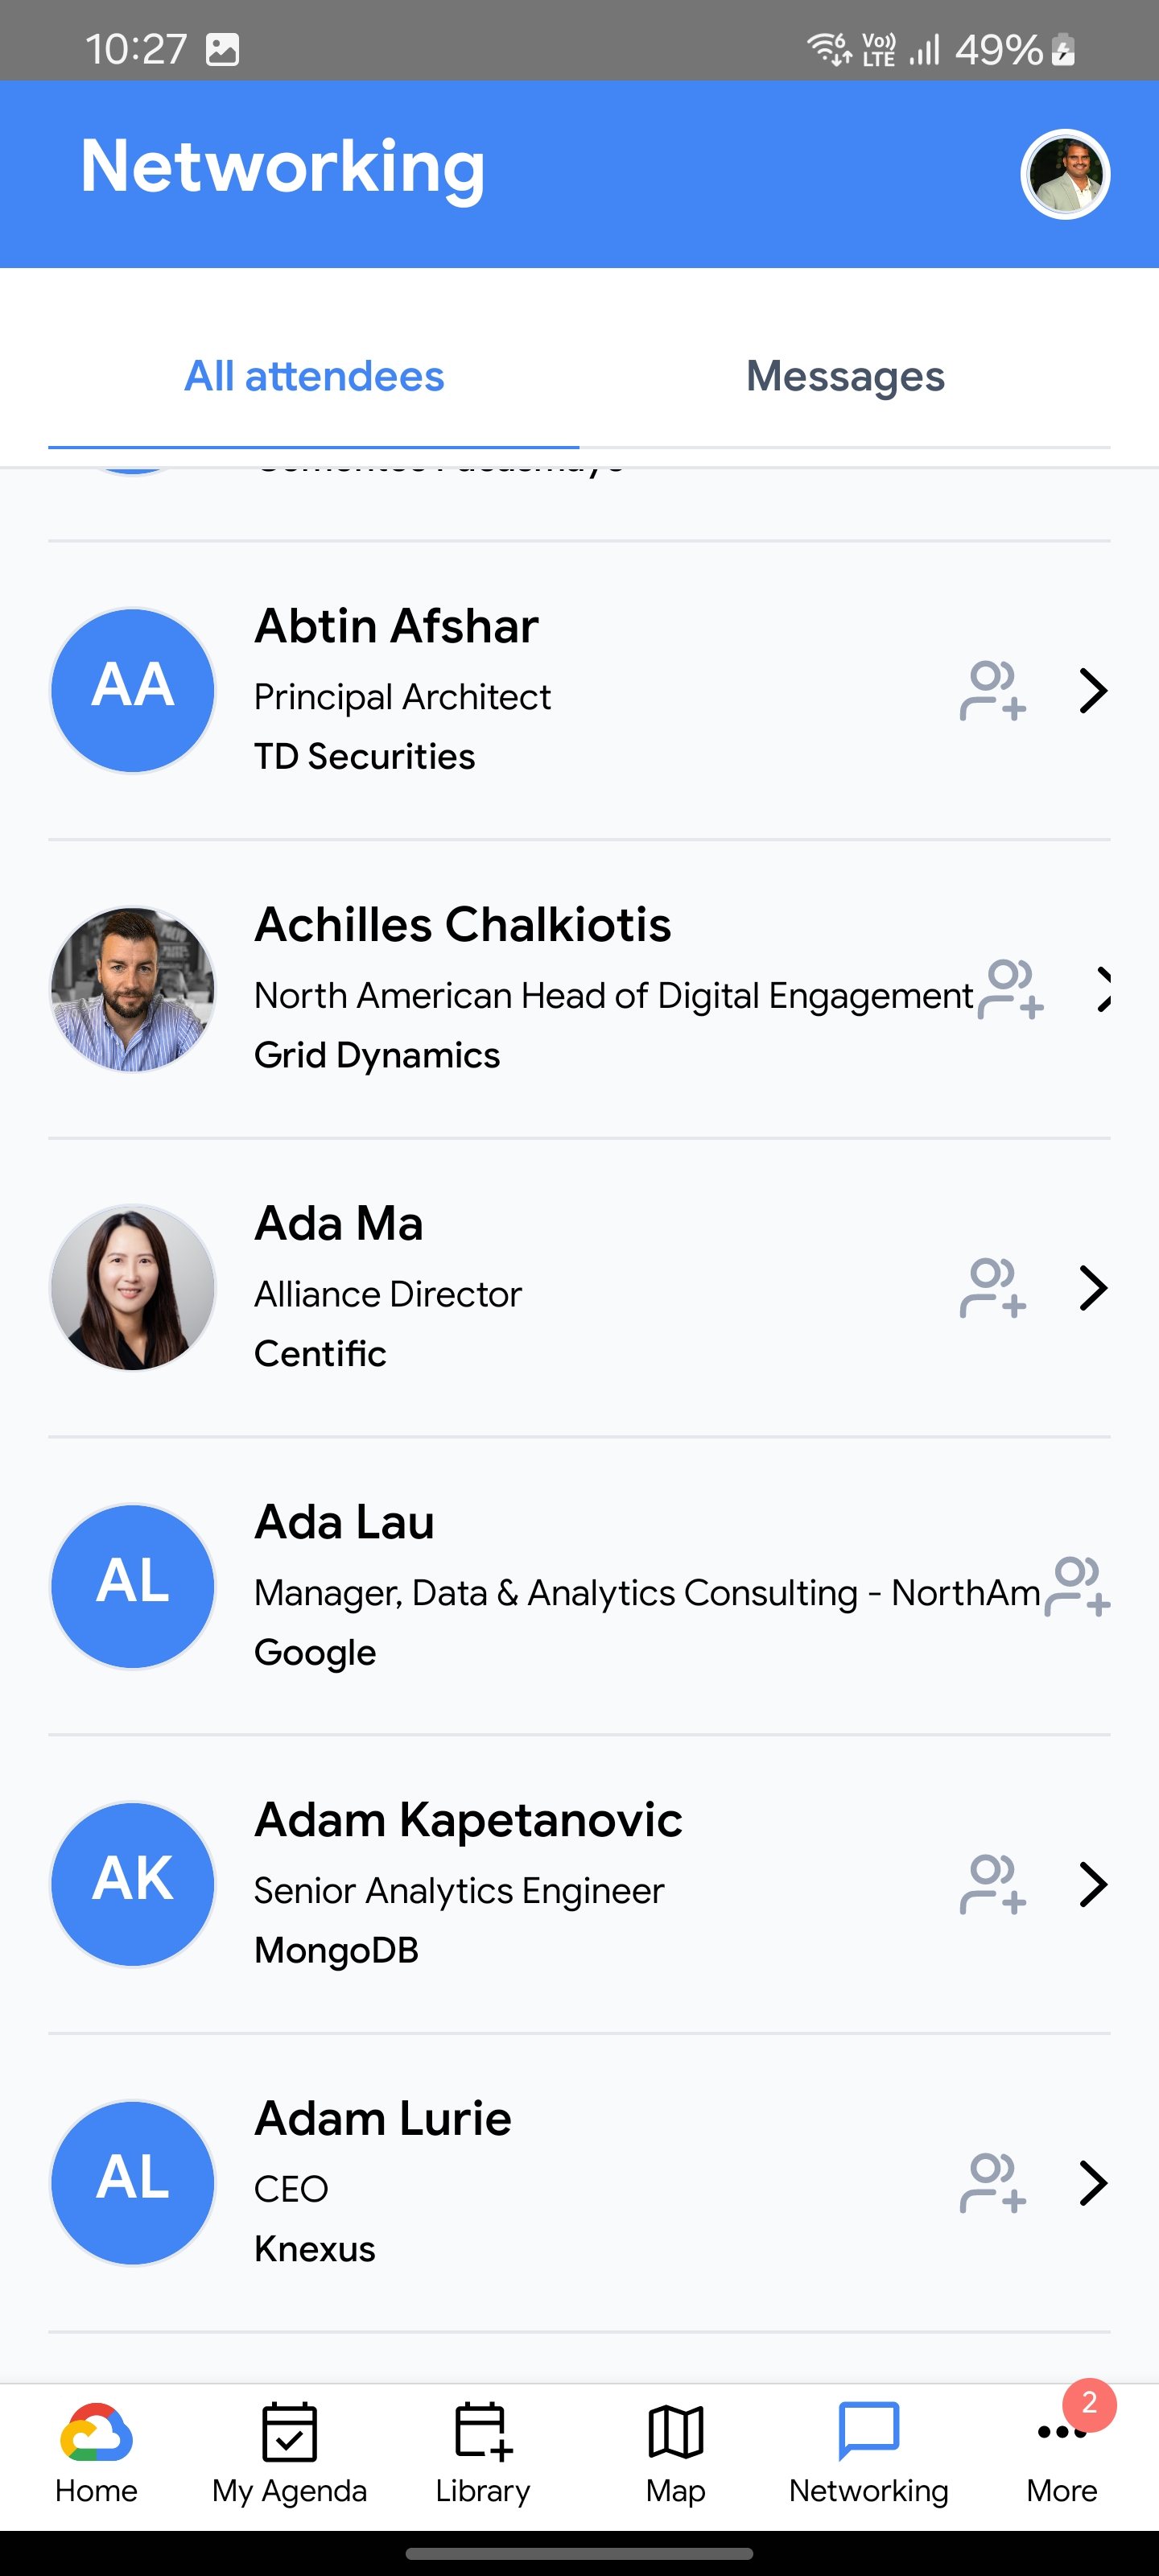 10:27
Vo)) LTE 49%
Networking
All attendees
Messages
AA
Abtin Afshar
Principal Architect
TD Securities
Achilles Chalkiotis
North American Head of Digital Engagement
Grid Dynamics
Ada Ma
Alliance Director
Centific
AL
Ada Lau
Manager, Data & Analytics Consulting - NorthAm
Google
AK
Adam Kapetanovic
Senior Analytics Engineer
MongoDB
AL
Adam Lurie
CEO
Knexus
2
Home
My Agenda
Library
Map
Networking
More